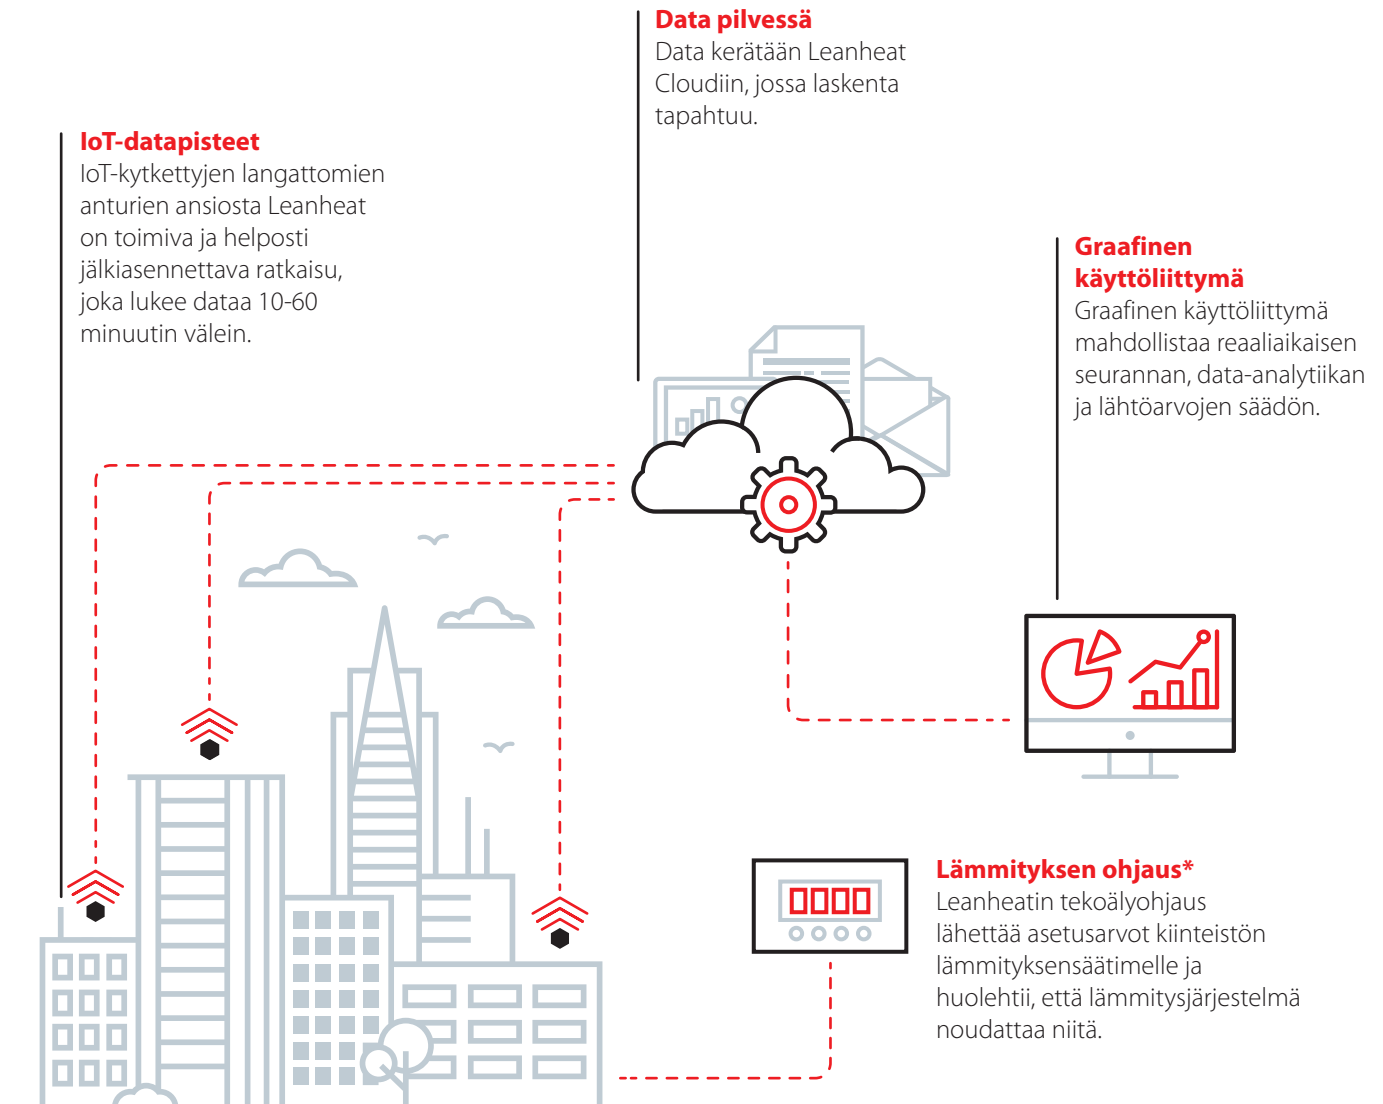 Data pilvessä
Data kerätään Leanheat
Cloudiin, jossa laskenta
tapahtuu.
IoT-datapisteet
IoT-kytkettyjen langattomien
anturien ansiosta Leanheat
on toimiva ja helposti
jälkiasennettava ratkaisu,
joka lukee dataa 10-60
minuutin välein.
Graafinen
käyttöliittymä
Graafinen käyttöliittymä
mahdollistaa reaaliaikaisen
seurannan, data-analytiikan
ja lähtöarvojen säädön.
Lämmityksen ohjaus*
Leanheatin tekoälyohjaus
lähettää asetusarvot kiinteistön
lämmityksensäätimelle ja
huolehtii, että lämmitysjärjestelmä
noudattaa niitä.